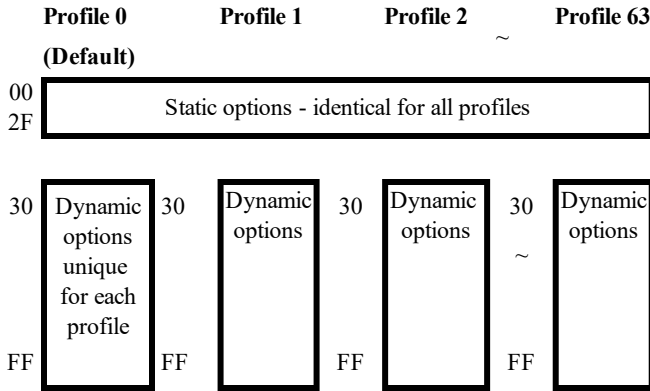 Profile 0 Profile 1 Profile 2 ~ Profile 63
(Default)
00
Static options - identical for all profiles
2F
30 Dynamic 30 Dynamic 30 Dynamic 30 Dynamic
options options options options
unique ~
for each
profile
FF FF FF FF